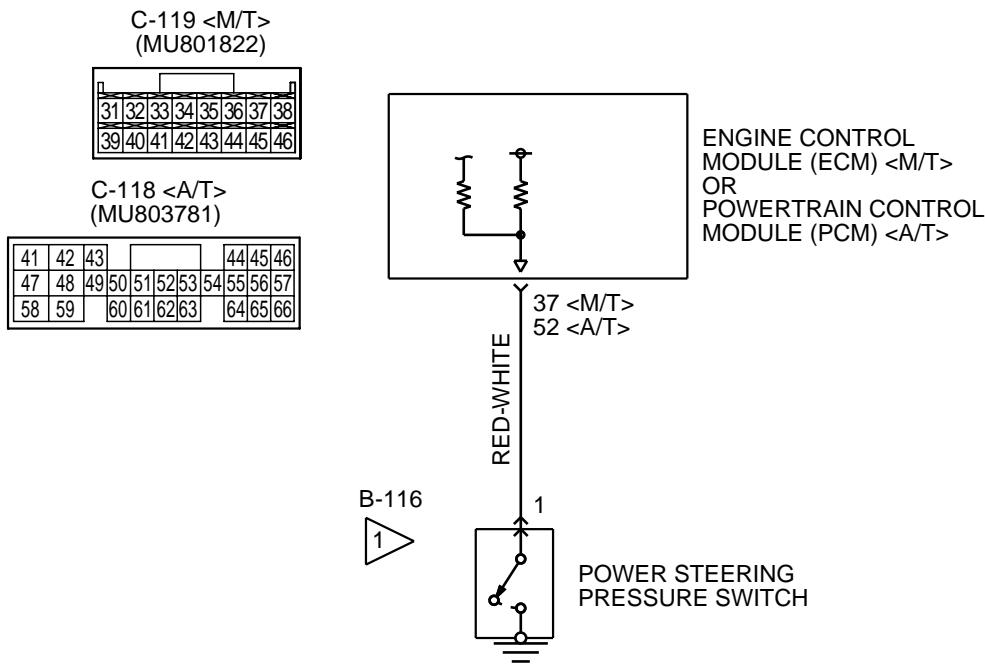 C-119 <M/T>
(MU801822)
31 32 33 34 35 36 37 38
39 40 41 42 43 44 45 46
C-118 <A/T>
(MU803781)
41 42 43 44 45 46
47 48 49 50 51 52 53 54 55 56 57
58 59 60 61 62 63 64 65 66
ENGINE CONTROL
MODULE (ECM) <M/T>
OR
POWERTRAIN CONTROL
MODULE (PCM) <A/T>
37 <M/T>
52 <A/T>
RED-WHITE
B-116
1
1
POWER STEERING
PRESSURE SWITCH